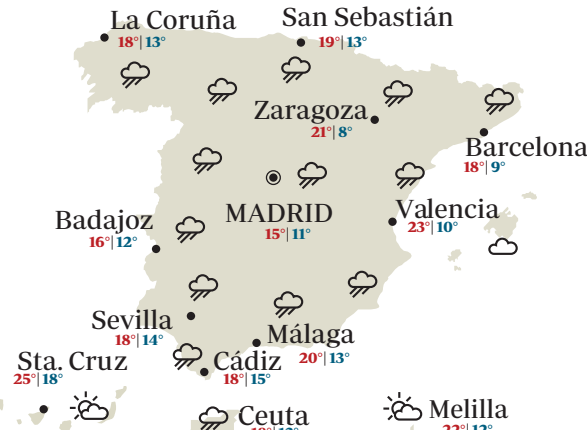 La Coruña
18°|13°
San Sebastián
19°|13°
Zaragoza
21°|8°
Barcelona
18°|9°
MADRID
15°|11°
Valencia
23°|10°
Badajoz
16°|12°
Sevilla
18°|14°
Málaga
20°|13°
Sta. Cruz
25°|18°
Cádiz
18°|15°
Ceuta
Melilla